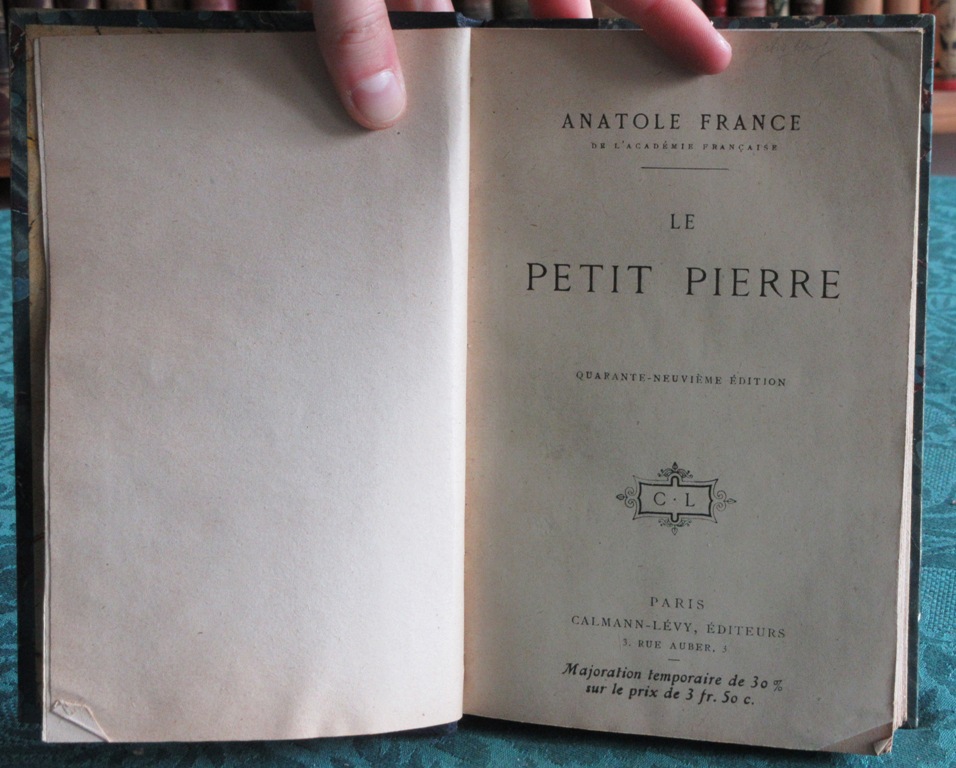 ANATOLE FRANCE
DE L'ACADÉMIE FRANÇAISE
LE
PETIT PIERRE
QUARANTE-NEUVIÈME ÉDITION
C · L
PARIS
CALMANN-LÉVY, ÉDITEURS
3, RUE AUBER, 3
Majoration temporaire de 30 %
sur le prix de 3 fr. 50 c.